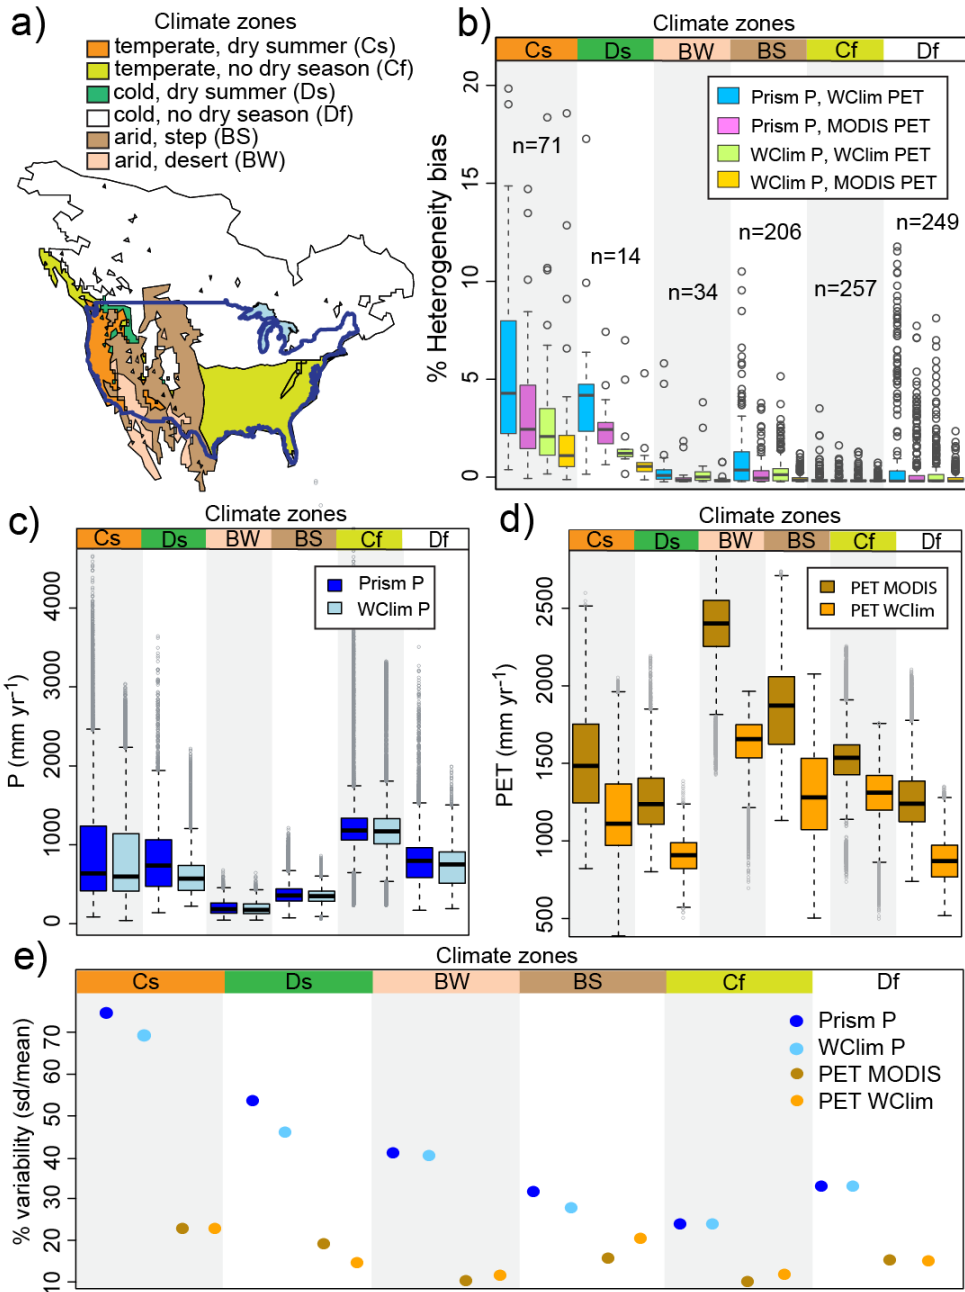 a)
Climate zones
temperate, dry summer (Cs)
temperate, no dry season (Cf)
cold, dry summer (Ds)
cold, no dry season (Df)
arid, step (BS)
arid, desert (BW)
b)
Climate zones
Cs Ds BW BS Cf Df
% Heterogeneity bias
20
15
10
5
0
Prism P, WClim PET
Prism P, MODIS PET
WClim P, WClim PET
WClim P, MODIS PET
n=71
n=14
n=34
n=206
n=257
n=249
c)
Climate zones
Cs Ds BW BS Cf Df
P (mm yr-1)
4000
3000
2000
1000
0
Prism P
WClim P
d)
Climate zones
Cs Ds BW BS Cf Df
PET (mm yr-1)
2500
2000
1500
1000
500
PET MODIS
PET WClim
e)
Climate zones
Cs Ds BW BS Cf Df
% variability (sd/mean)
70
60
50
40
30
20
10
Prism P
WClim P
PET MODIS
PET WClim